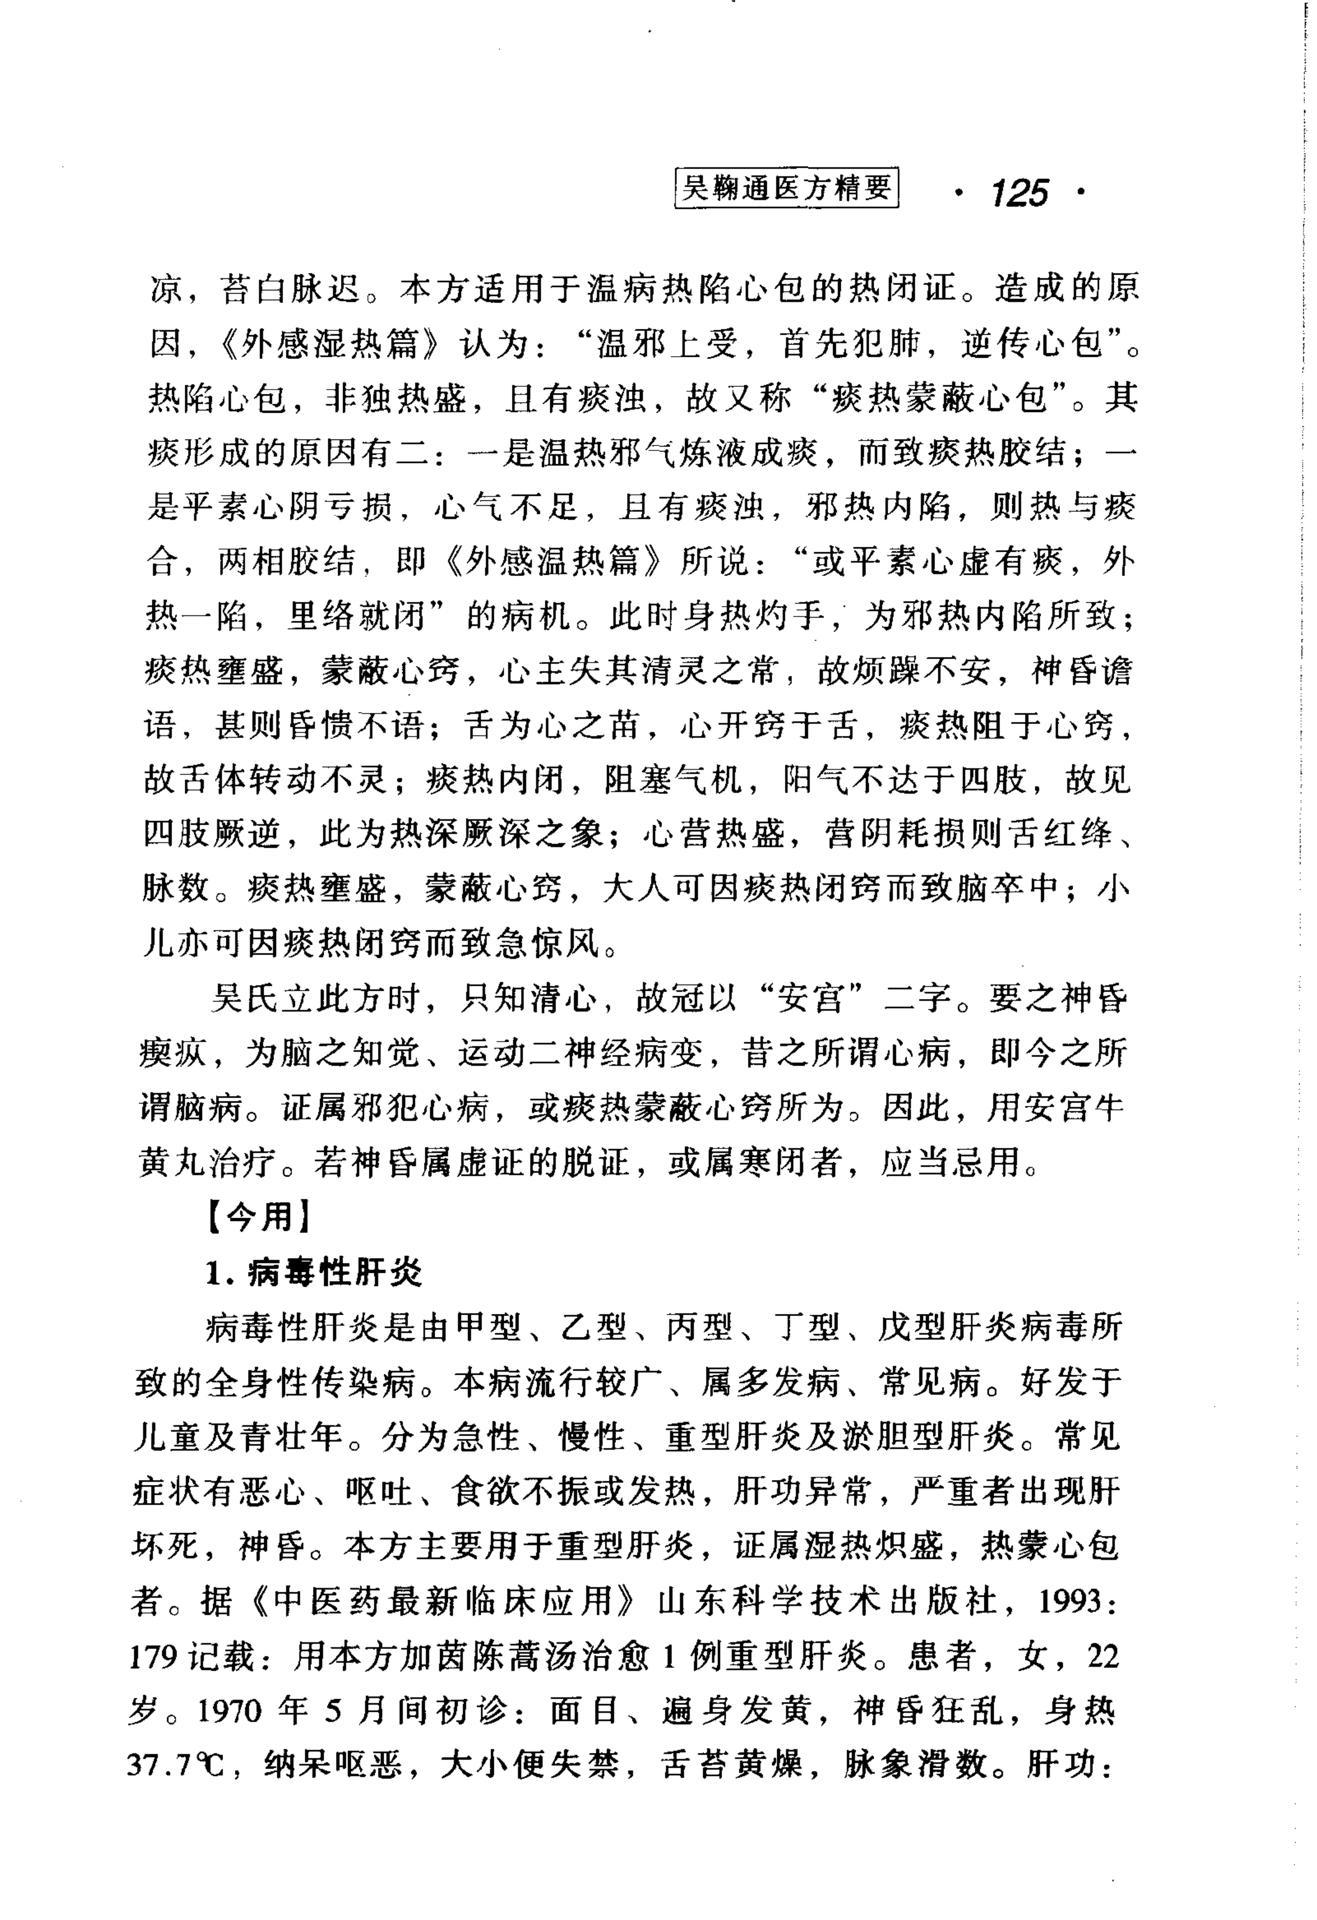 吴鞠通医方精要 · 125 ·
凉，苔白脉迟。本方适用于温病热陷心包的热闭证。造成的原
因，《外感湿热篇》认为：“温邪上受，首先犯肺，逆传心包”。
热陷心包，非独热盛，且有痰浊，故又称“痰热蒙蔽心包”。其
痰形成的原因有二：一是温热邪气炼液成痰，而致痰热胶结；一
是平素心阴亏损，心气不足，且有痰浊，邪热内陷，则热与痰
合，两相胶结，即《外感温热篇》所说：“或平素心虚有痰，外
热一陷，里络就闭”的病机。此时身热灼手，为邪热内陷所致；
痰热壅盛，蒙蔽心窍，心主失其清灵之常，故烦躁不安，神昏谵
语，甚则昏愦不语；舌为心之苗，心开窍于舌，痰热阻于心窍，
故舌体转动不灵；痰热内闭，阻塞气机，阳气不达于四肢，故见
四肢厥逆，此为热深厥深之象；心营热盛，营阴耗损则舌红绛、
脉数。痰热壅盛，蒙蔽心窍，大人可因痰热闭窍而致脑卒中；小
儿亦可因痰热闭窍而致急惊风。
吴氏立此方时，只知清心，故冠以“安宫”二字。要之神昏
瘈疭，为脑之知觉、运动二神经病变，昔之所谓心病，即今之所
谓脑病。证属邪犯心病，或痰热蒙蔽心窍所为。因此，用安宫牛
黄丸治疗。若神昏属虚证的脱证，或属寒闭者，应当忌用。
【今用】
1. 病毒性肝炎
病毒性肝炎是由甲型、乙型、丙型、丁型、戊型肝炎病毒所
致的全身性传染病。本病流行较广、属多发病、常见病。好发于
儿童及青壮年。分为急性、慢性、重型肝炎及淤胆型肝炎。常见
症状有恶心、呕吐、食欲不振或发热，肝功异常，严重者出现肝
坏死，神昏。本方主要用于重型肝炎，证属湿热炽盛，热蒙心包
者。据《中医药最新临床应用》山东科学技术出版社，1993：
179 记载：用本方加茵陈蒿汤治愈 1 例重型肝炎。患者，女，22
岁。1970 年 5 月间初诊：面目、遍身发黄，神昏狂乱，身热
37.7℃，纳呆呕恶，大小便失禁，舌苔黄燥，脉象滑数。肝功：